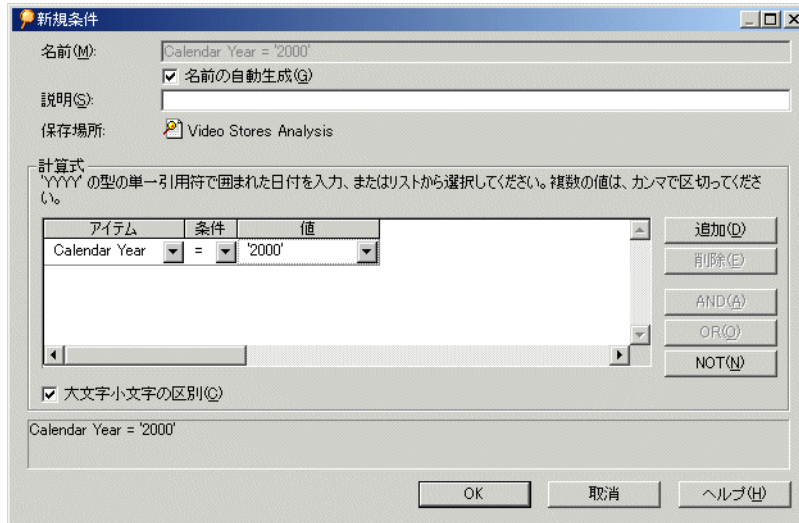 新規条件
名前(M): Calendar Year = '2000'
名前の自動生成(G)
説明(S):
保存場所: Video Stores Analysis
計算式
'YYYY' の型の単一引用符で囲まれた日付を入力、またはリストから選択してください。複数の値は、カンマで区切ってくださ
い。
アイテム 条件 値
Calendar Year = '2000'
追加(D)
削除(E)
AND(A)
OR(O)
NOT(N)
大文字小文字の区別(C)
Calendar Year = '2000'
OK 取消 ヘルプ(H)